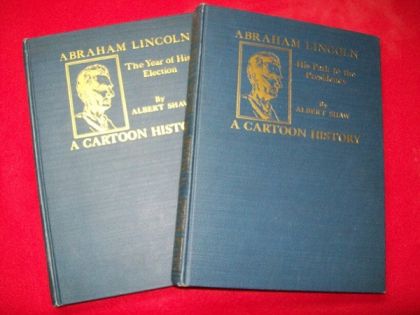 ABRAHAM LINCOLN
The Year of His
Election
By
ALBERT SHAW
A CARTOON HISTORY
ABRAHAM LINCOLN
His Path to the
Presidency
By
ALBERT SHAW
A CARTOON HISTORY